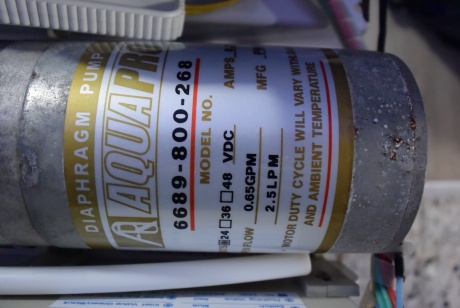 DIAPHRAGM PUMP
AQUAPRO
6689-800-268
MODEL NO.
AMPS
24 36 48 VDC
MFG
0.65GPM
FLOW
2.5LPM
MOTOR DUTY CYCLE WILL VARY WITH
AND AMBIENT TEMPERATURE